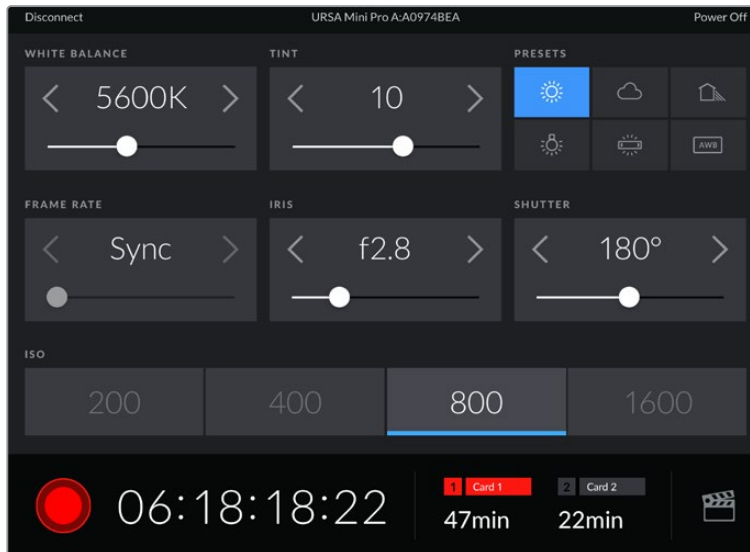 Disconnect
URSA Mini Pro A:A0974BEA
Power Off
WHITE BALANCE
TINT
PRESETS
5600K
10
AWB
FRAME RATE
IRIS
SHUTTER
Sync
f2.8
180°
ISO
200
400
800
1600
06:18:18:22
1 Card 1
2 Card 2
47min
22min